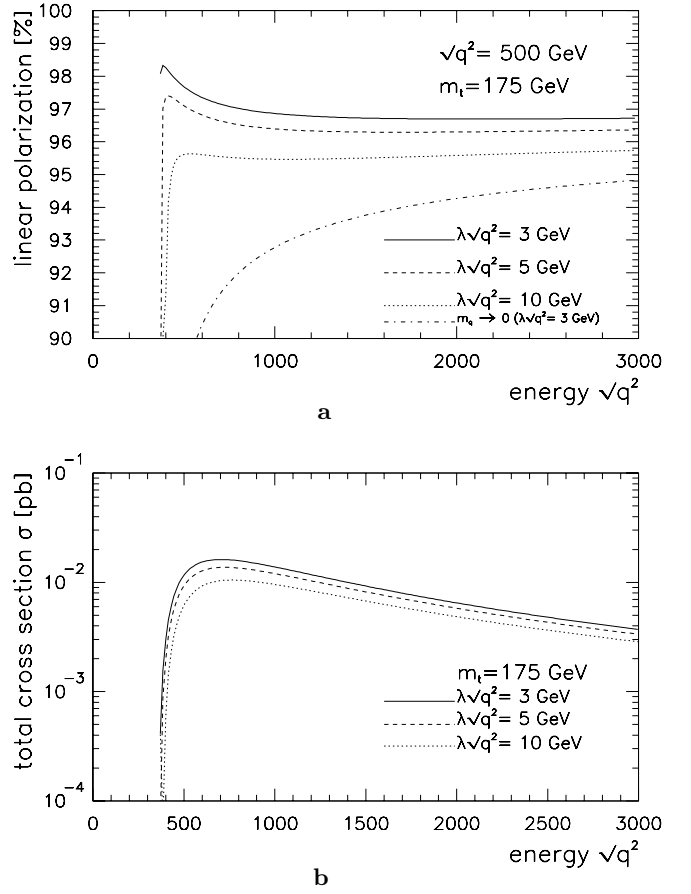 linear polarization [%]
100
99
98
97
96
95
94
93
92
91
90
√q²= 500 GeV
mₜ=175 GeV
λ√q²= 3 GeV
λ√q²= 5 GeV
λ√q²= 10 GeV
m_q → 0 (λ√q²= 3 GeV)
0 1000 2000 3000
energy √q²
a
total cross section σ [pb]
10⁻¹
10⁻²
10⁻³
10⁻⁴
mₜ=175 GeV
λ√q²= 3 GeV
λ√q²= 5 GeV
λ√q²= 10 GeV
0 500 1000 1500 2000 2500 3000
energy √q²
b